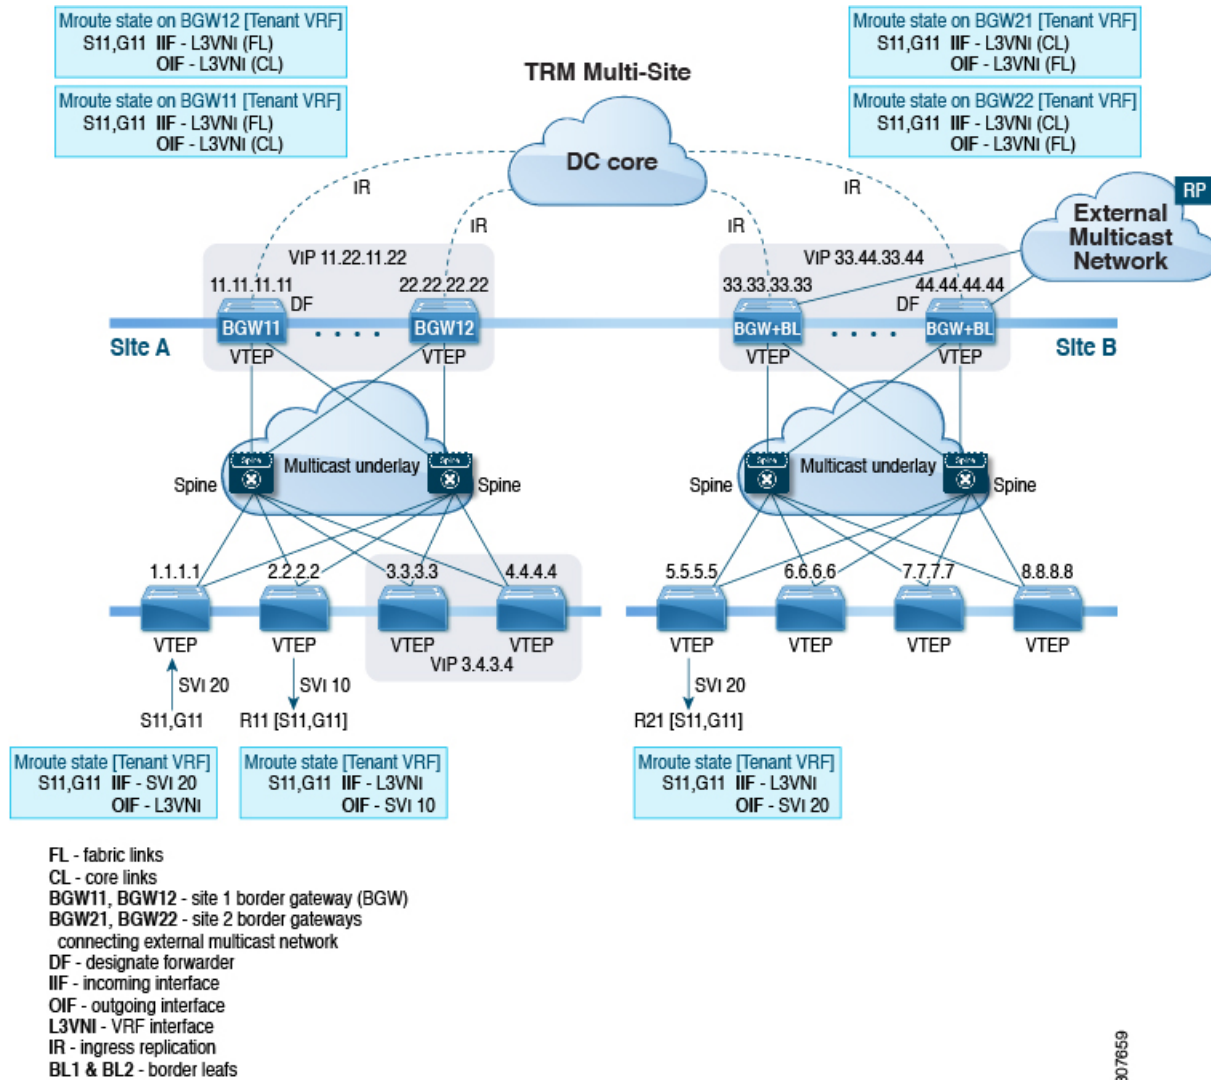 Mroute state on BGW12 [Tenant VRF]
S11,G11 IIF - L3VNI (FL)
OIF - L3VNI (CL)
Mroute state on BGW11 [Tenant VRF]
S11,G11 IIF - L3VNI (FL)
OIF - L3VNI (CL)
TRM Multi-Site
Mroute state on BGW21 [Tenant VRF]
S11,G11 IIF - L3VNI (CL)
OIF - L3VNI (FL)
Mroute state on BGW22 [Tenant VRF]
S11,G11 IIF - L3VNI (CL)
OIF - L3VNI (FL)
DC core
IR
IR
IR
IR
RP
External
Multicast
Network
VIP 11.22.11.22
VIP 33.44.33.44
11.11.11.11
22.22.22.22
33.33.33.33
44.44.44.44
DF
DF
BGW11
BGW12
BGW+BL
BGW+BL
Site A
VTEP
VTEP
VTEP
VTEP
Site B
Multicast underlay
Multicast underlay
Spine
Spine
Spine
Spine
Spine
Spine
Spine
Spine
1.1.1.1
2.2.2.2
3.3.3.3
4.4.4.4
5.5.5.5
6.6.6.6
7.7.7.7
8.8.8.8
VTEP
VTEP
VTEP
VTEP
VTEP
VTEP
VTEP
VTEP
VIP 3.4.3.4
SVI 20
SVI 10
SVI 20
S11,G11
R11 [S11,G11]
R21 [S11,G11]
Mroute state [Tenant VRF]
S11,G11 IIF - SVI 20
OIF - L3VNI
Mroute state [Tenant VRF]
S11,G11 IIF - L3VNI
OIF - SVI 10
Mroute state [Tenant VRF]
S11,G11 IIF - L3VNI
OIF - SVI 20
FL - fabric links
CL - core links
BGW11, BGW12 - site 1 border gateway (BGW)
BGW21, BGW22 - site 2 border gateways
connecting external multicast network
DF - designate forwarder
IIF - incoming interface
OIF - outgoing interface
L3VNI - VRF interface
IR - ingress replication
BL1 & BL2 - border leafs
307659